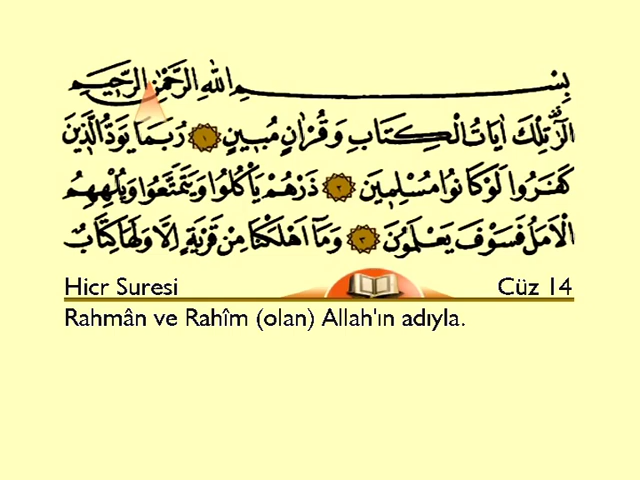 بِسْمِ اللهِ الرَّحْمٰنِ الرَّحٖيمِ
الٓرٰ تِلْكَ اٰيَاتُ الْكِتَابِ وَقُرْاٰنٍ مُبٖينٍ ﴿١﴾ رُبَمَا يَوَدُّ الَّذٖينَ
كَفَرُوا لَوْ كَانُوا مُسْلِمٖينَ ﴿٢﴾ ذَرْهُمْ يَأْكُلُوا وَيَتَمَتَّعُوا وَيُلْهِهِمُ
الْاَمَلُ فَسَوْفَ يَعْلَمُونَ ﴿٣﴾ وَمَٓا اَهْلَكْنَا مِنْ قَرْيَةٍ اِلَّا وَلَهَا كِتَابٌ
Hicr Suresi Cüz 14
Rahmân ve Rahîm (olan) Allah'ın adıyla.